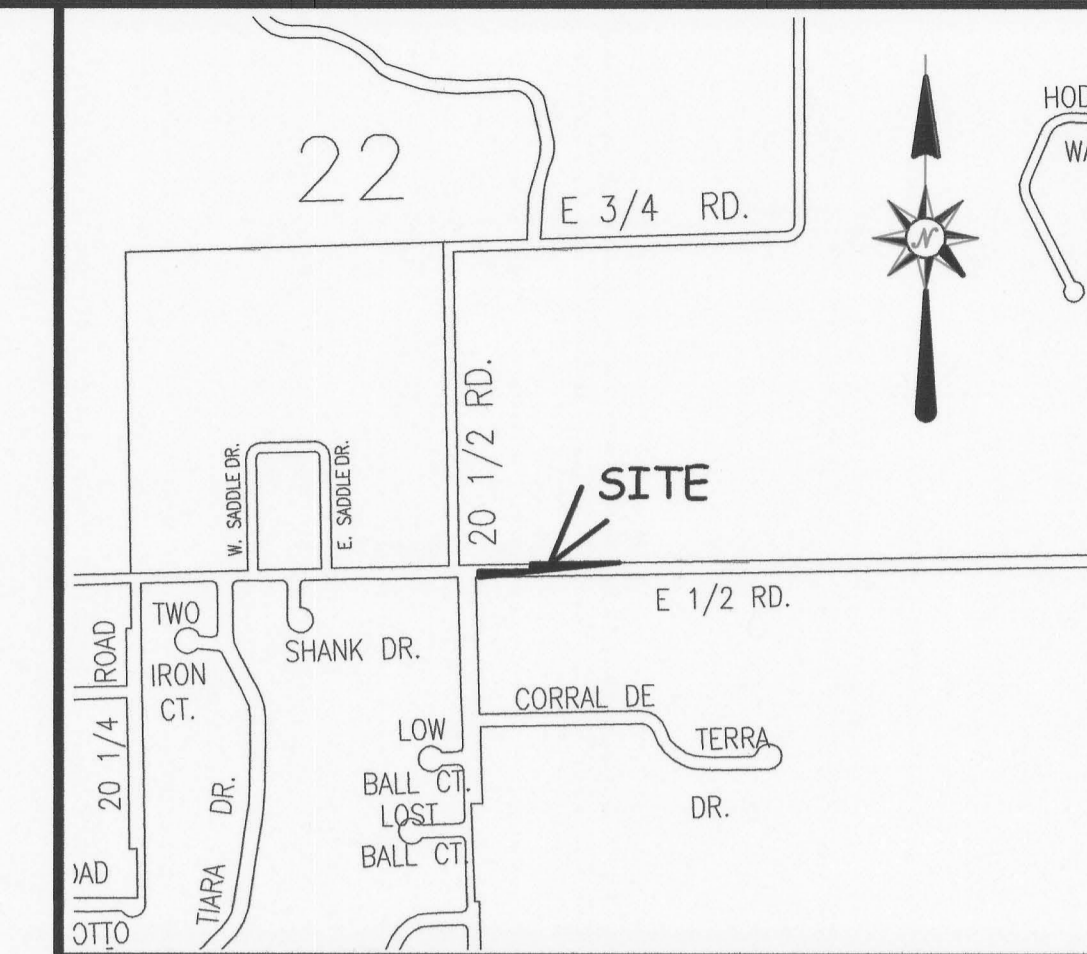 HOD
WA
22
E 3/4 RD.
N
20 1/2 RD.
W. SADDLE DR.
E. SADDLE DR.
SITE
E 1/2 RD.
TWO
IRON
CT.
SHANK DR.
20 1/4 ROAD
CORRAL DE
TERRA
DR.
LOW
BALL CT.
LOST
BALL CT
TIARA DR.
OAD
OTTO